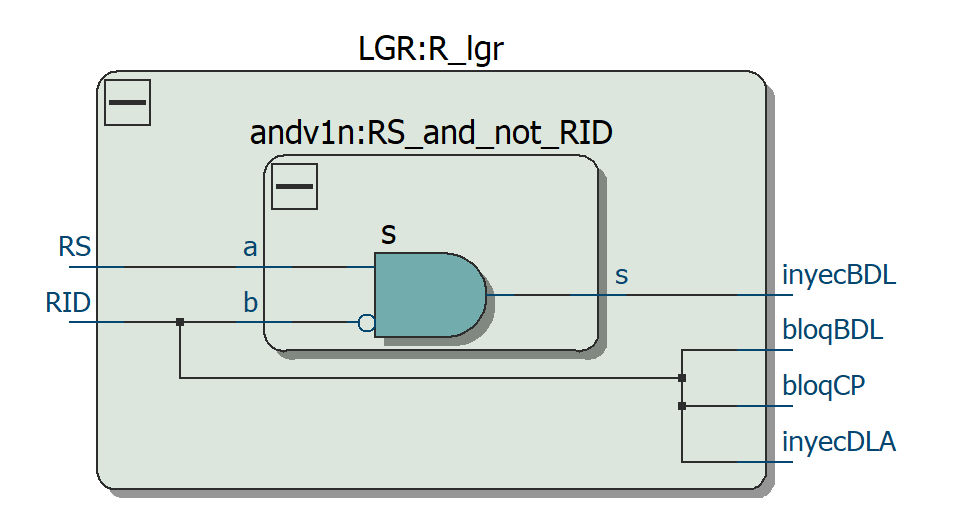 LGR:R_lgr
andv1n:RS_and_not_RID
s
RS
a
s
inyecBDL
RID
b
bloqBDL
bloqCP
inyecDLA